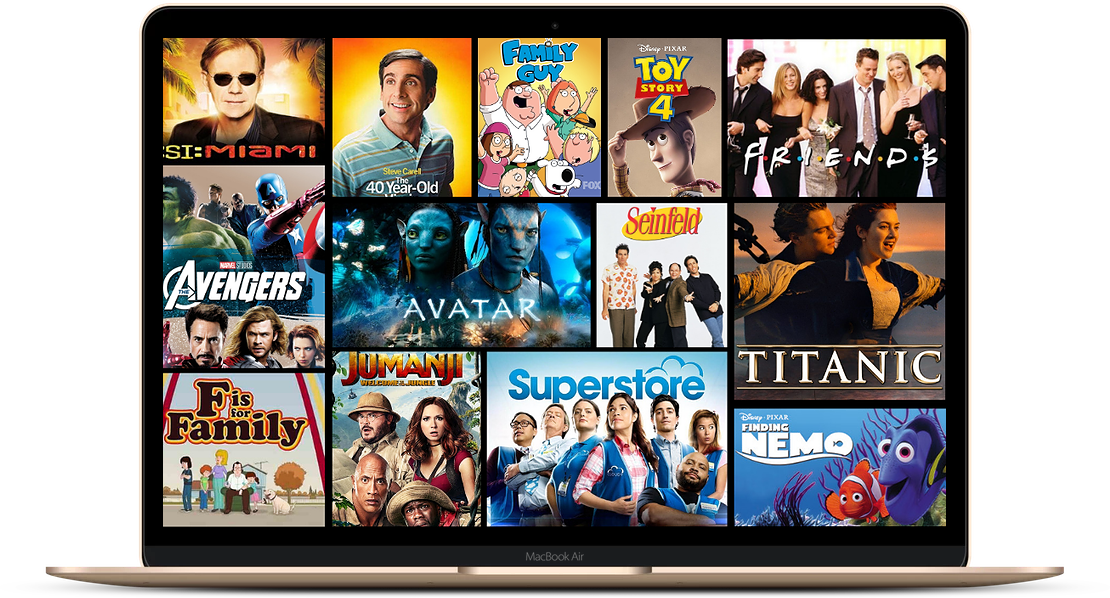 SI: MIAMI
Steve Carell
The
40 Year-Old
FAMILY
GUY
FOX
Disney · PIXAR
TOY
STORY
4
F·R·I·E·N·D·S
MARVEL STUDIOS
THE
AVENGERS
AVATAR
Seinfeld
TITANIC
F is
for
Family
JUMANJI
WELCOME TO THE JUNGLE
Superstore
Disney · PIXAR
FINDING
NEMO
MacBook Air